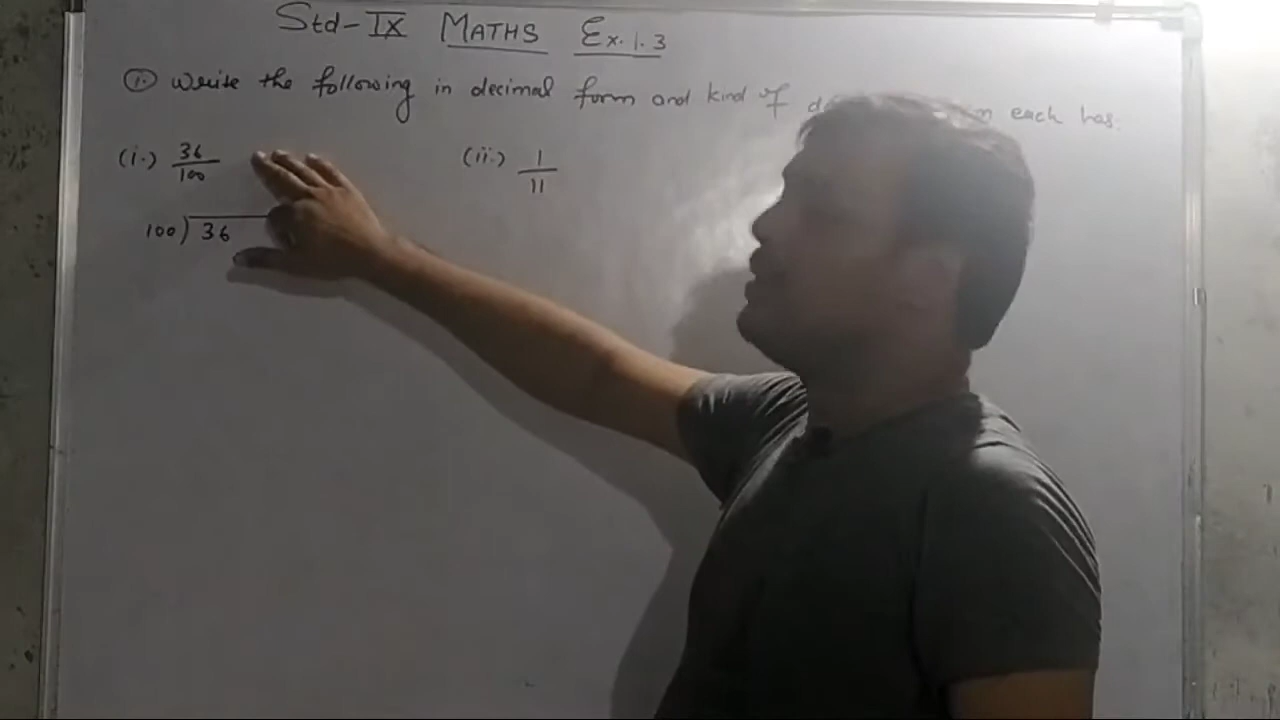 Std-IX MATHS Ex.1.3
① Write the following in decimal form and kind of each has.
(i.) 36/100 (ii.) 1/11
100)36